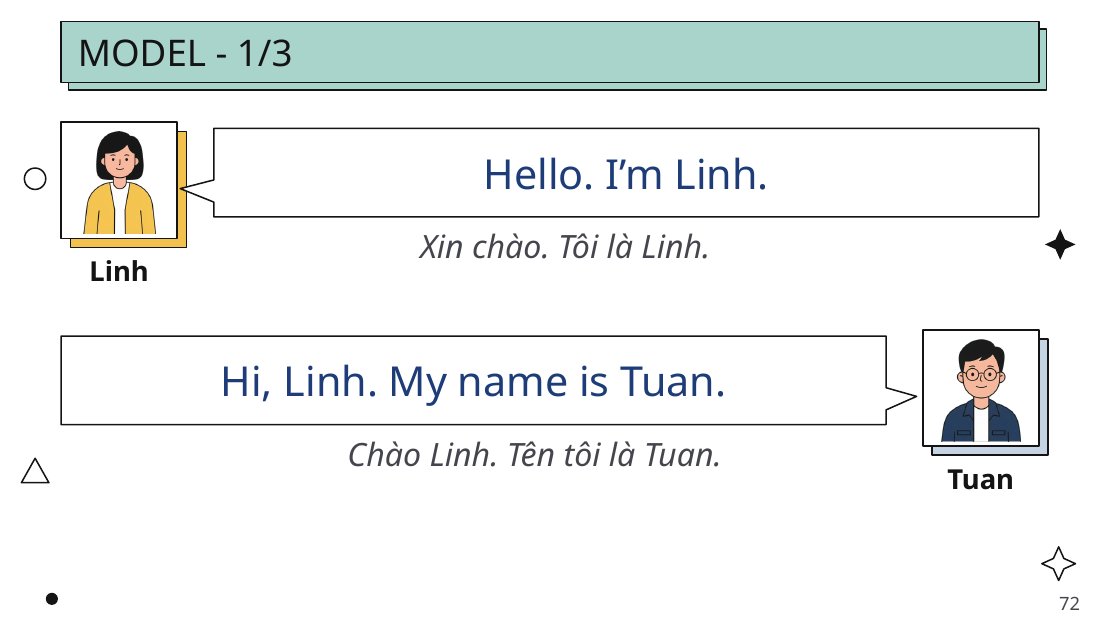 MODEL - 1/3
Hello. I’m Linh.
Xin chào. Tôi là Linh.
Linh
Hi, Linh. My name is Tuan.
Chào Linh. Tên tôi là Tuan.
Tuan
72